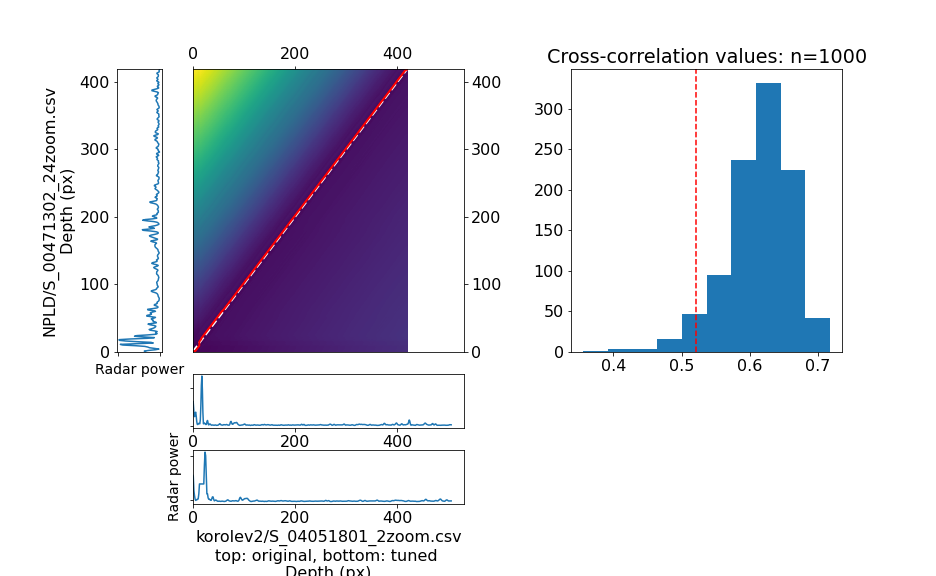 0 200 400
Cross-correlation values: n=1000
NPLD/S_00471302_24zoom.csv
Depth (px)
400
300
200
100
0
Radar power
400
300
200
100
0
300
250
200
150
100
50
0
0.4 0.5 0.6 0.7
0 200 400
Radar power
0 200 400
korolev2/S_04051801_2zoom.csv
top: original, bottom: tuned
Depth (px)